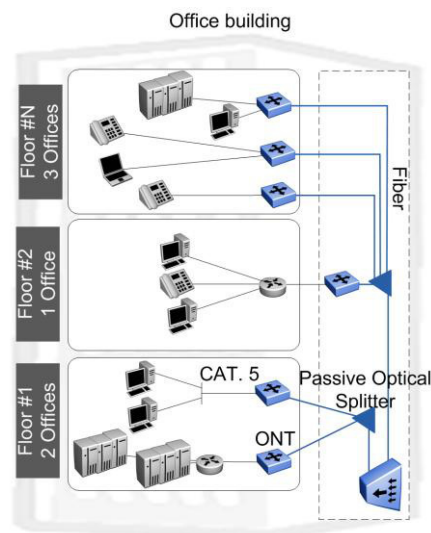 Office building
Floor #N
3 Offices
Fiber
Floor #2
1 Office
Floor #1
2 Offices
CAT. 5
Passive Optical
Splitter
ONT